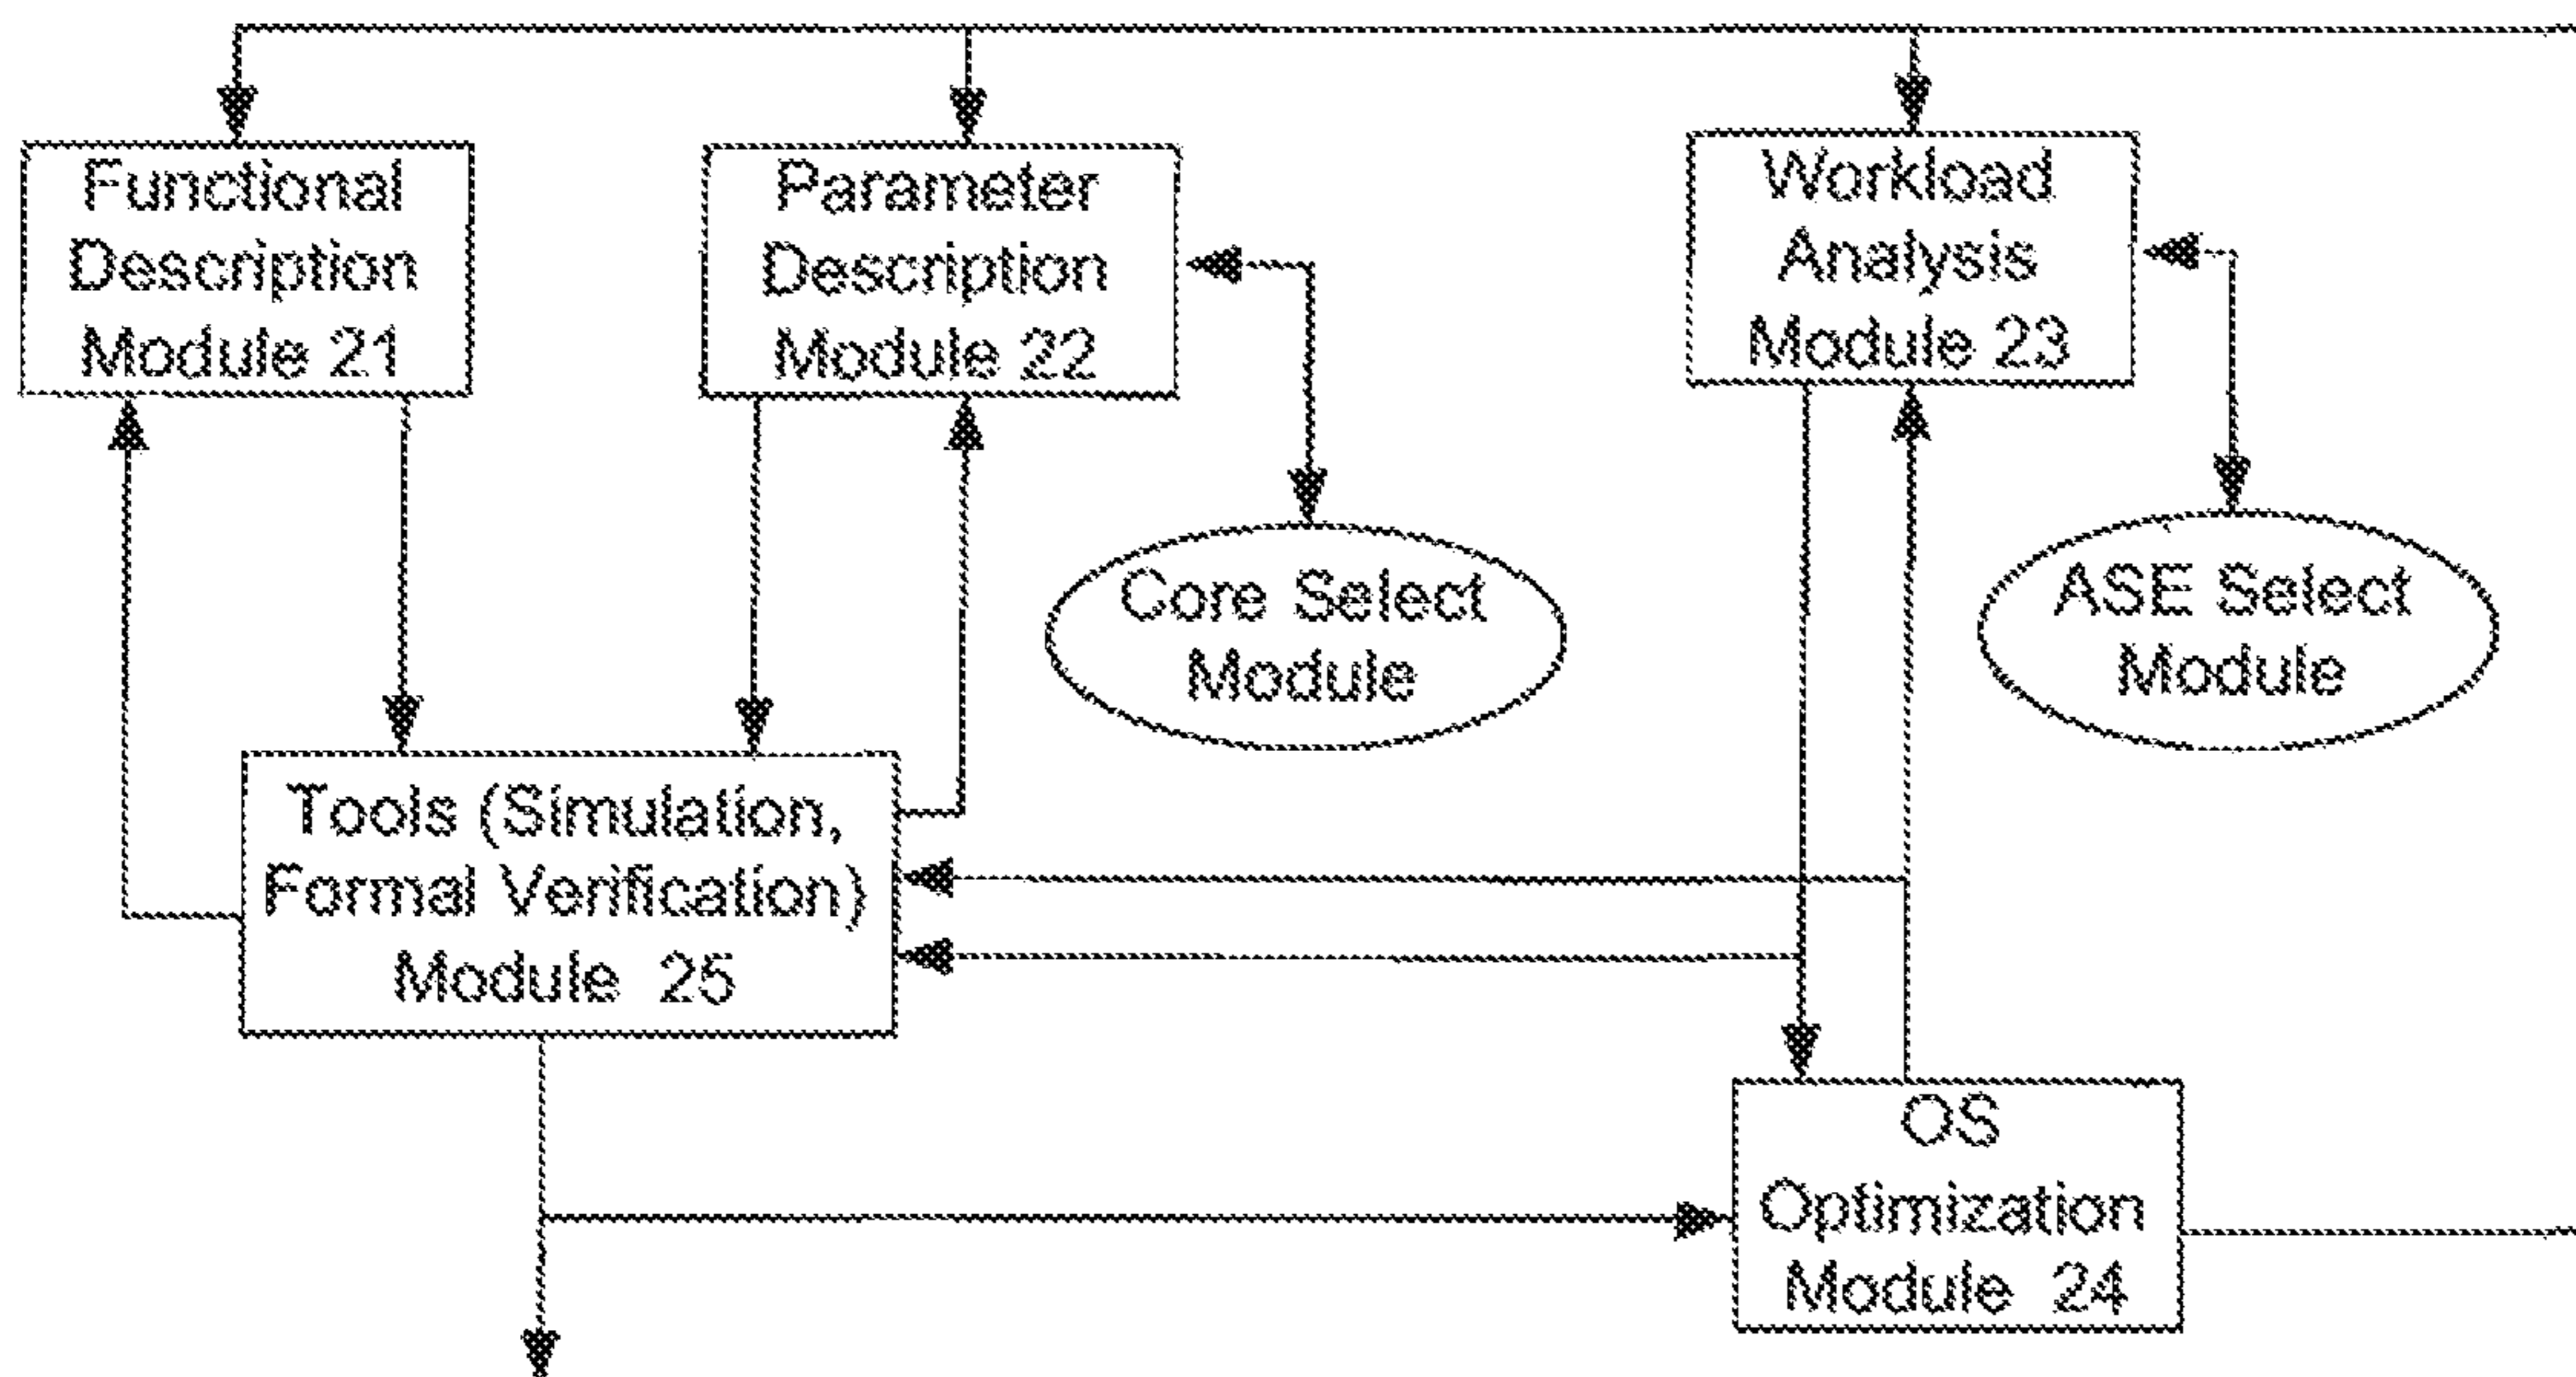 Functional
Description
Module 21
Parameter
Description
Module 22
Workload
Analysis
Module 23
Core Select
Module
ASE Select
Module
Tools (Simulation,
Formal Verification)
Module 25
OS
Optimization
Module 24